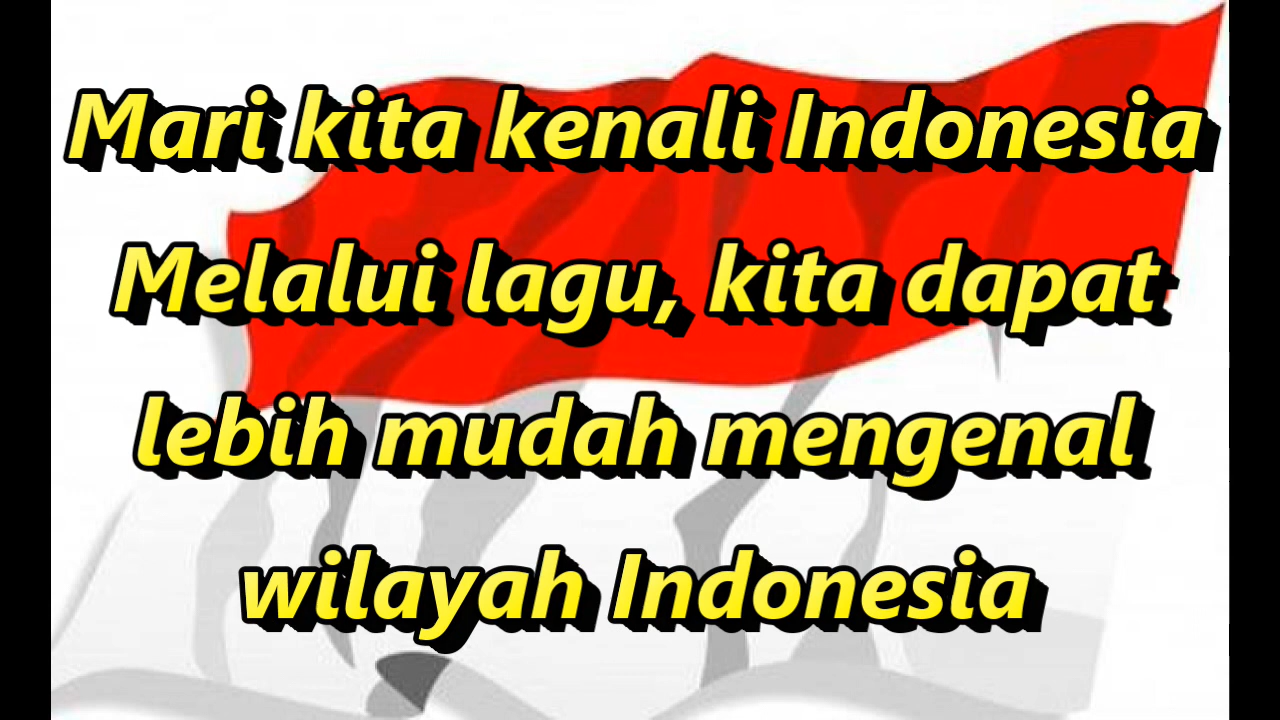 Mari kita kenali Indonesia
Melalui lagu, kita dapat
lebih mudah mengenal
wilayah Indonesia